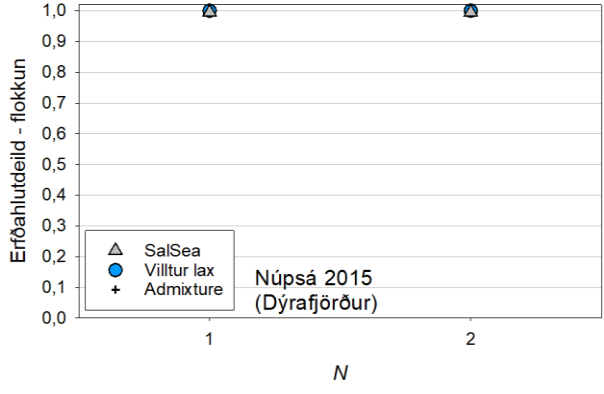 1,0
0,9
0,8
0,7
0,6
0,5
0,4
0,3
0,2
0,1
0,0
Erfðahlutdeild - flokkun
SalSea
Villtur lax
Admixture
Núpsá 2015
(Dýrafjörður)
1
2
N